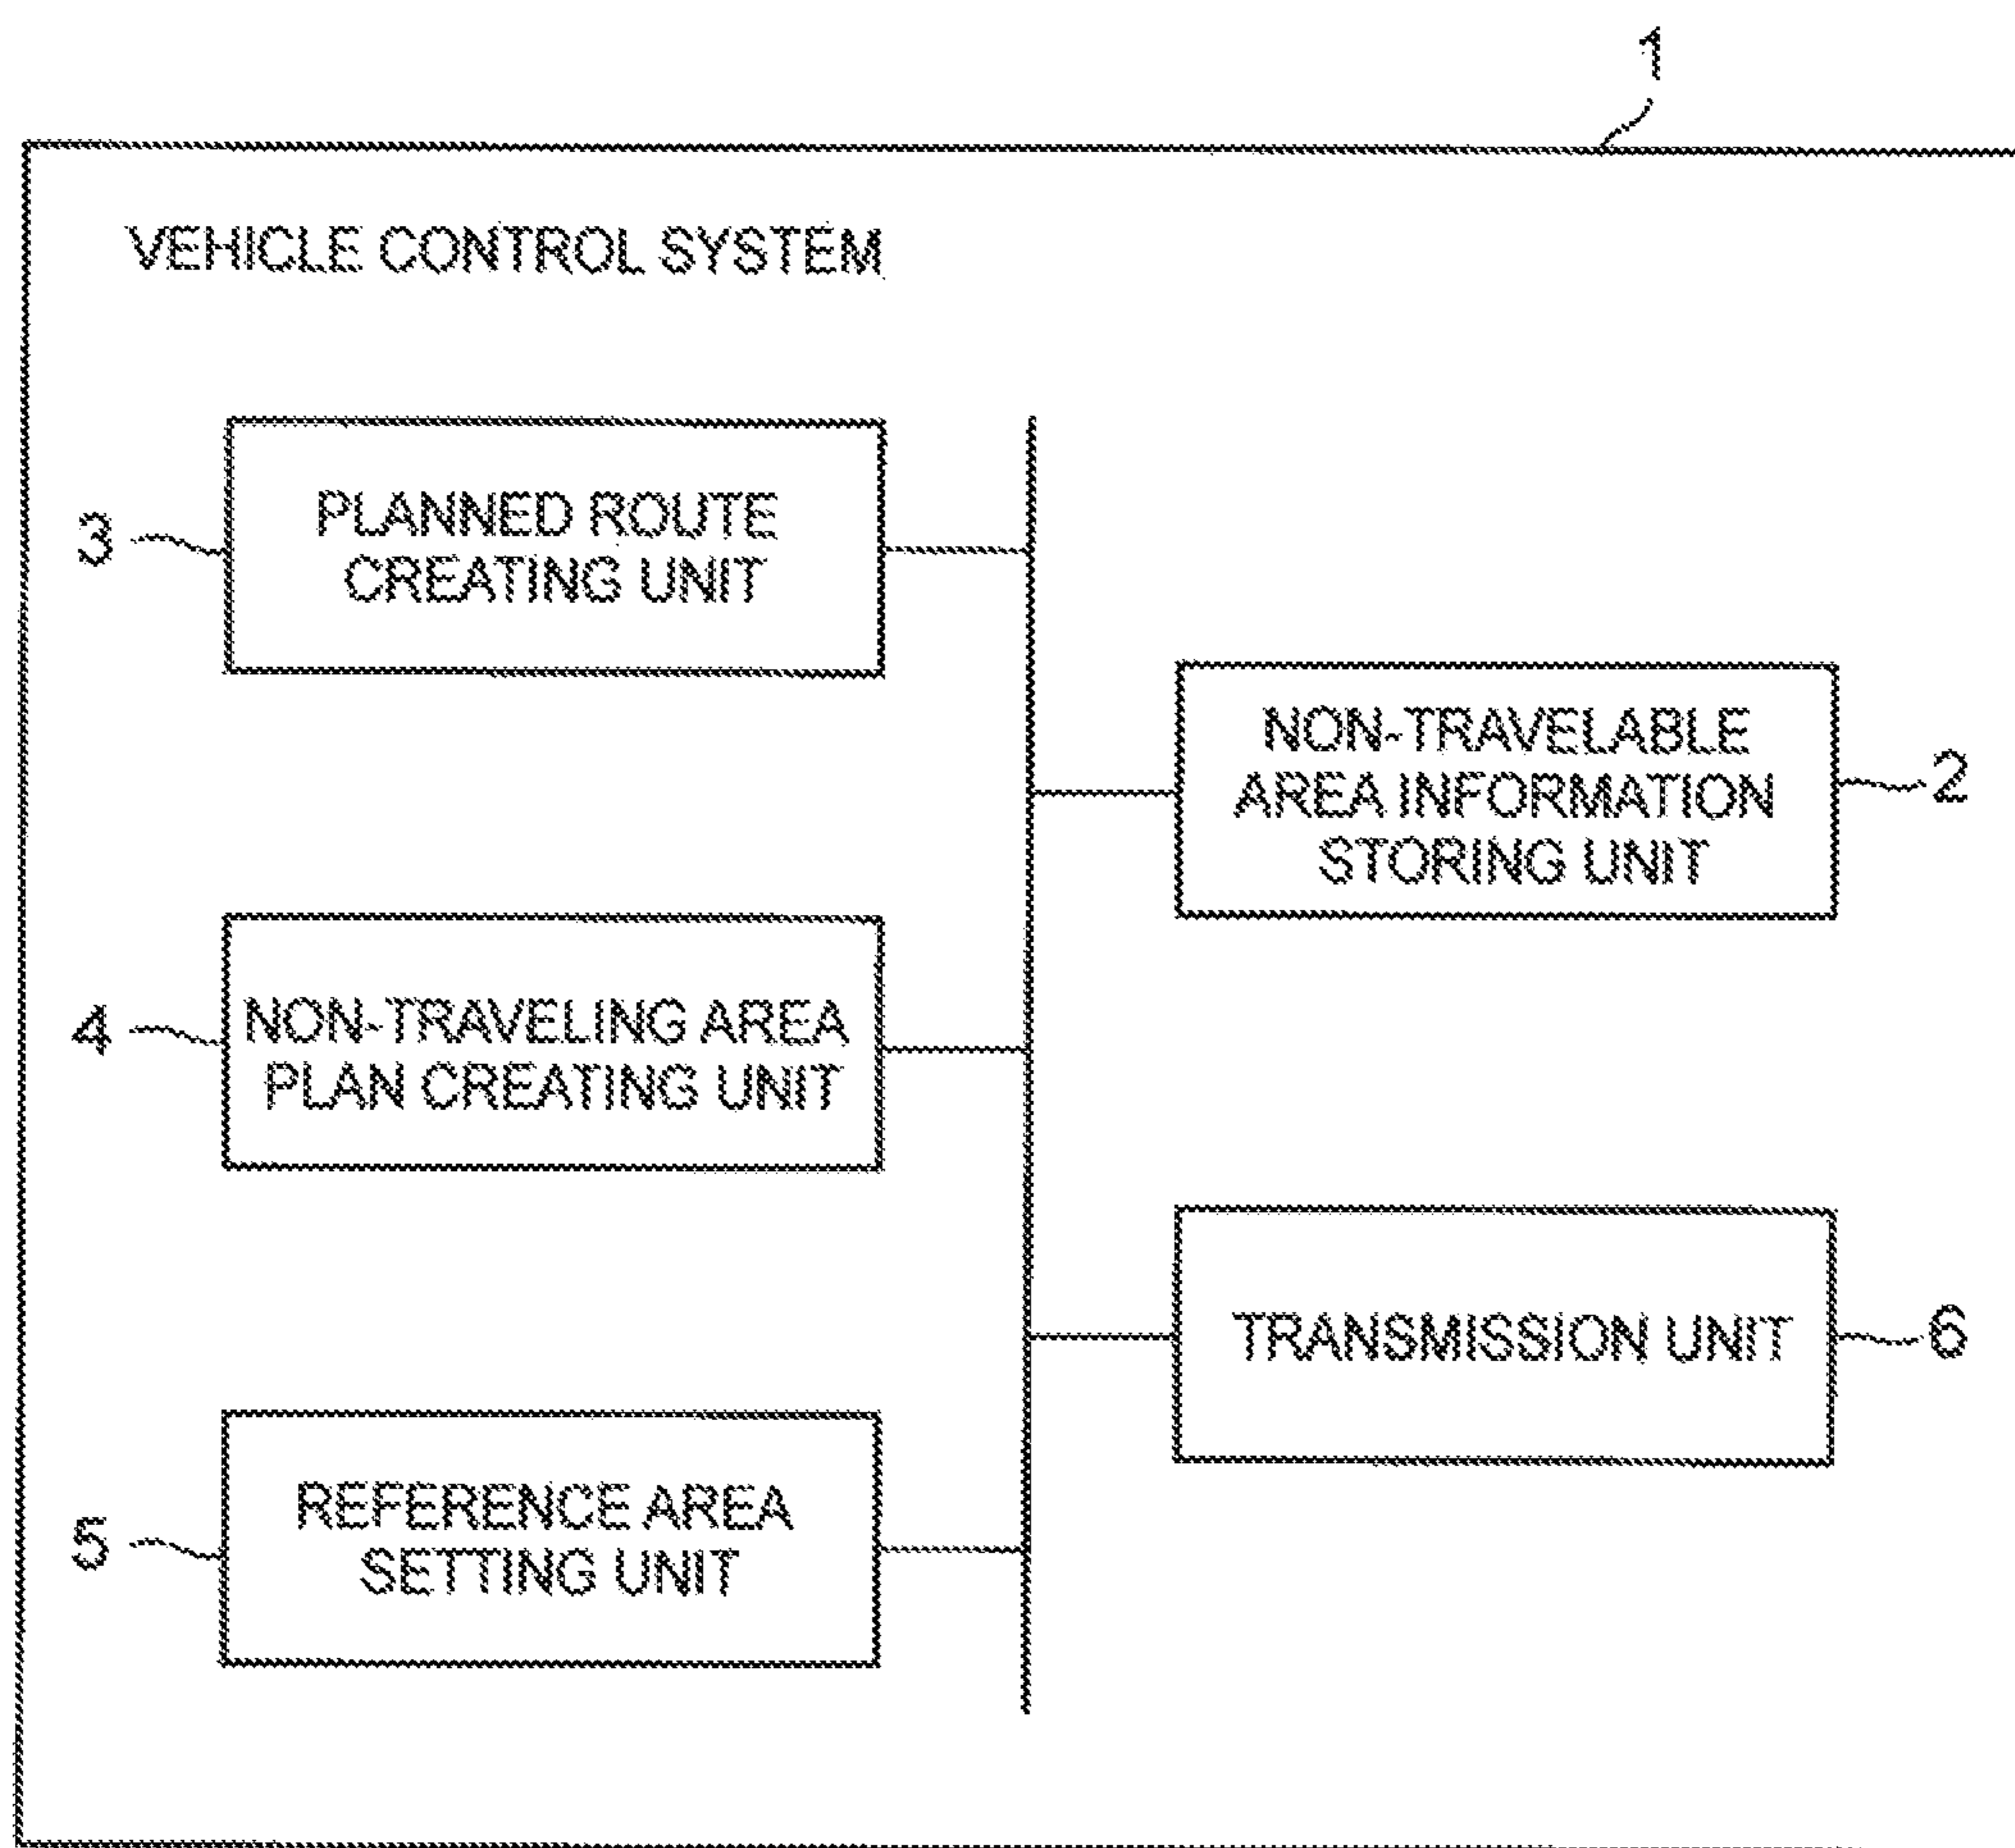 1
VEHICLE CONTROL SYSTEM
3
PLANNED ROUTE
CREATING UNIT
NON-TRAVELABLE
AREA INFORMATION
STORING UNIT
2
4
NON-TRAVELING AREA
PLAN CREATING UNIT
TRANSMISSION UNIT
6
5
REFERENCE AREA
SETTING UNIT